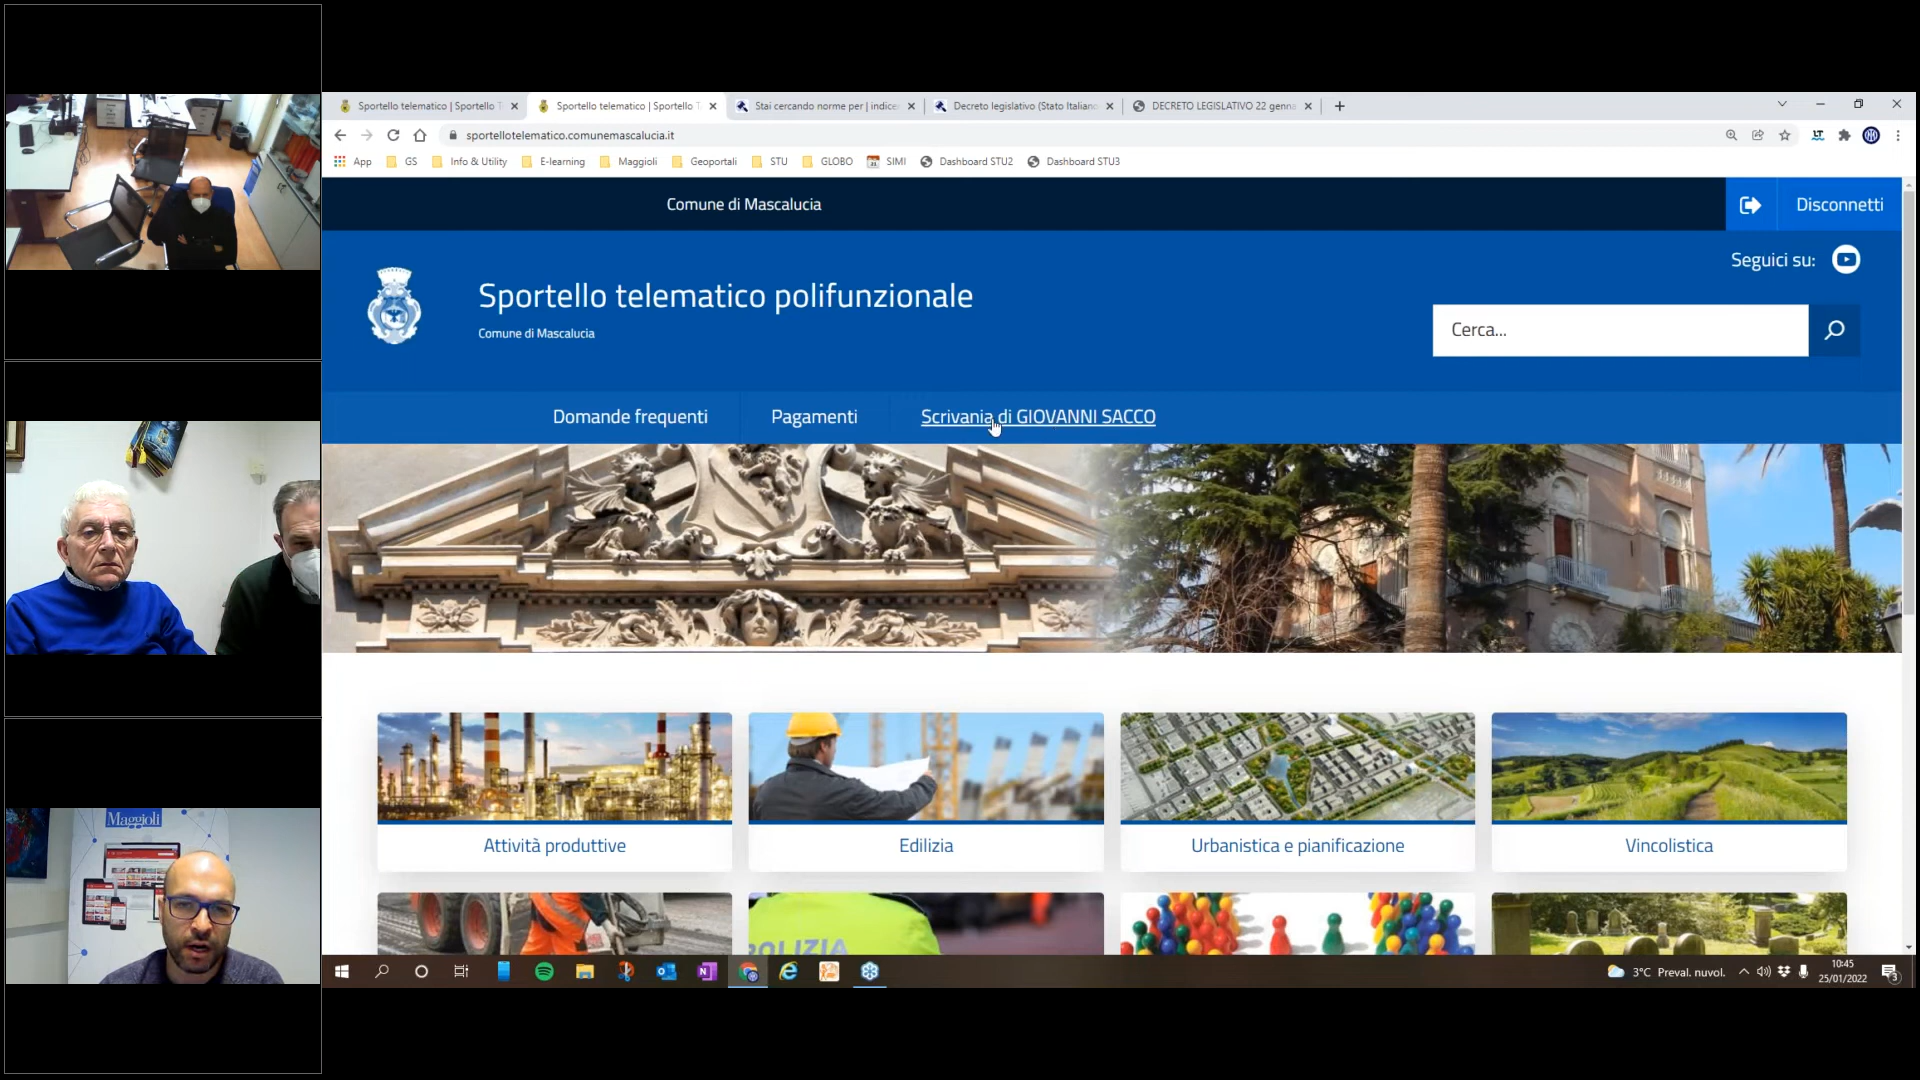 Sportello telematico | Sportello T
Sportello telematico | Sportello T
Stai cercando norme per | indice
Decreto legislativo (Stato Italiano
DECRETO LEGISLATIVO 22 genna
sportellotelematico.comunemascalucia.it
App
GS
Info & Utility
E-learning
Maggioli
Geoportali
STU
GLOBO
SIMI
Dashboard STU2
Dashboard STU3
Comune di Mascalucia
Disconnetti
Seguici su:
Sportello telematico polifunzionale
Comune di Mascalucia
Cerca...
Domande frequenti
Pagamenti
Scrivania di GIOVANNI SACCO
Attività produttive
Edilizia
Urbanistica e pianificazione
Vincolistica
POLIZIA
Maggioli
3°C Preval. nuvol.
10:45
25/01/2022
3